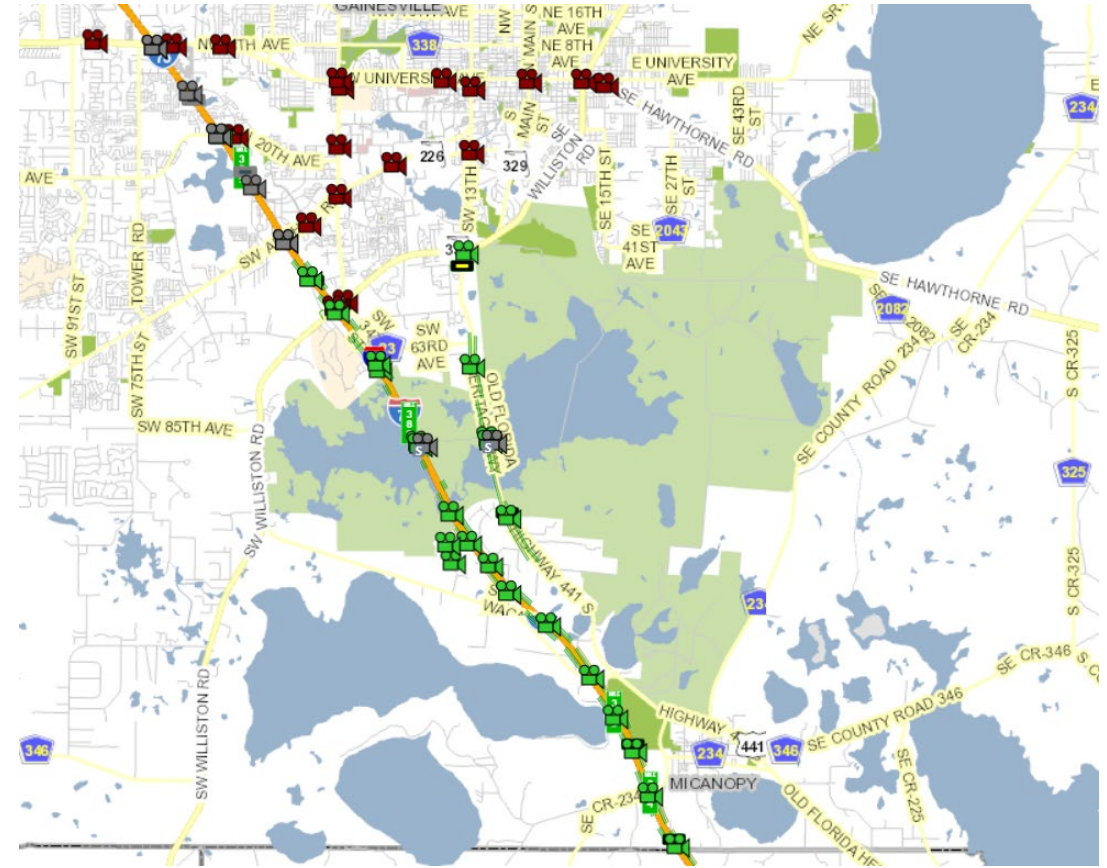 GAINESVILLE
AVE
NW
N MAIN S
NE 16TH
AVE
NE 8TH
AVE
338
75
E UNIVERSITY
AVE
W UNIVERSITY AVE
SE HAWTHORNE RD
SE 43RD
ST
234
20TH AVE
AVE
226
329
S
MAIN
ST
SE
WILLISTON
RD
SW 13TH
SE 15TH ST
SE 27TH
ST
2043
SE
41ST
AVE
TOWER RD
SW 91ST ST
SW 75TH ST
SW
63RD
AVE
SE HAWTHORNE RD
2082
SE
CR-234
SE COUNTY ROAD 234
S CR-325
325
S CR-325
SW 85TH AVE
SW WILLISTON RD
OLD FLORIDA
S
S
HIGHWAY 441 S
SE CR-346
SE COUNTY ROAD 346
346
SW WILLISTON RD
HIGHWAY
234
441
346
MICANOPY
SE CR-234
SE CR-225
OLD FLORIDA